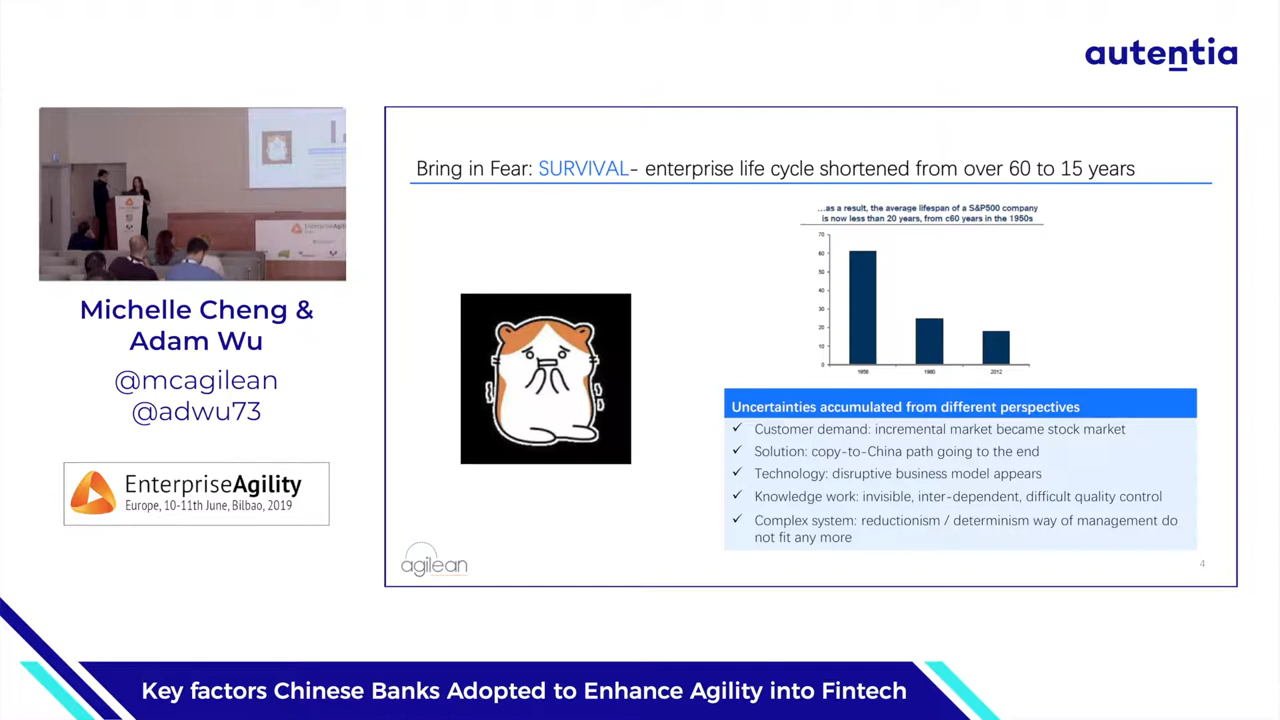 autentia
Michelle Cheng &
Adam Wu
@mcagilean
@adwu73
EnterpriseAgility
Europe, 10-11th June, Bilbao, 2019
Bring in Fear: SURVIVAL- enterprise life cycle shortened from over 60 to 15 years
...as a result, the average lifespan of a S&P500 company
is now less than 20 years, from c60 years in the 1950s
70
60
50
40
30
20
10
0
1958 1980 2012
Uncertainties accumulated from different perspectives
✓ Customer demand: incremental market became stock market
✓ Solution: copy-to-China path going to the end
✓ Technology: disruptive business model appears
✓ Knowledge work: invisible, inter-dependent, difficult quality control
✓ Complex system: reductionism / determinism way of management do
not fit any more
agilean
4
Key factors Chinese Banks Adopted to Enhance Agility into Fintech